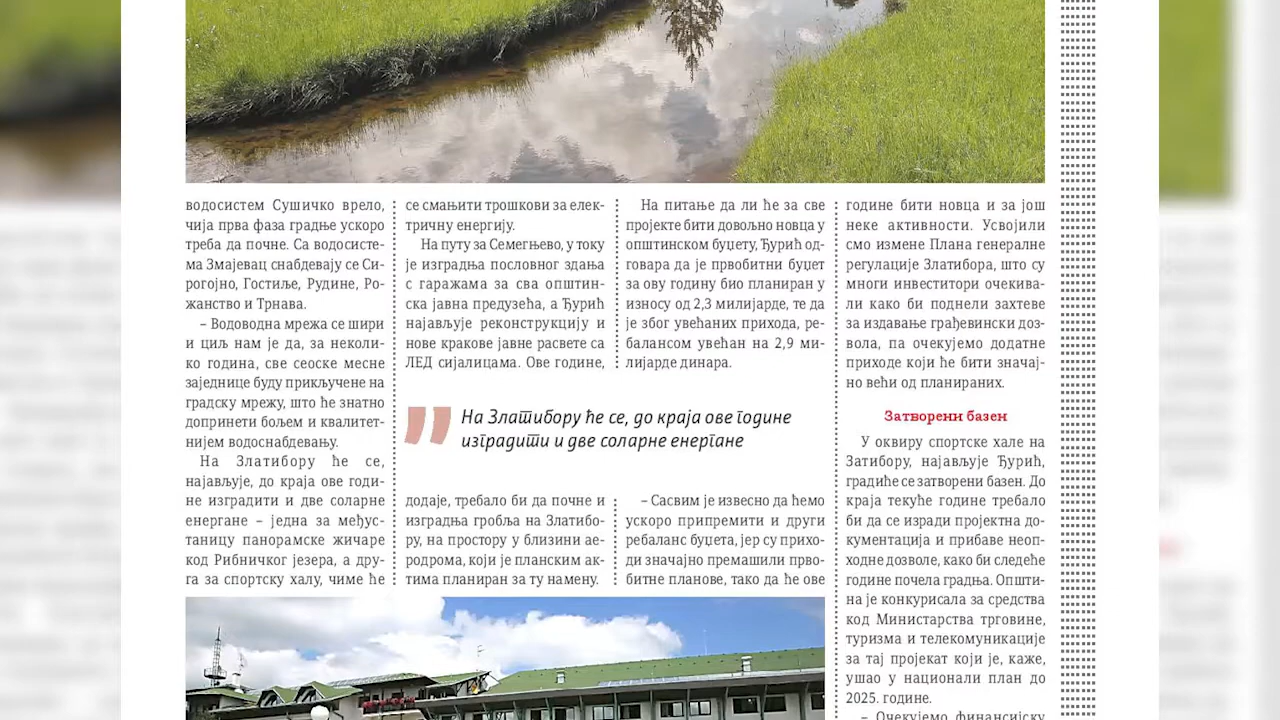 водосистем Сушичко врело,
чија прва фаза градње ускоро
треба да почне. Са водосисте-
ма Змајевац снабдевају се Си-
рогојно, Гостиље, Рудине, Ро-
жанство и Трнава.
– Водоводна мрежа се шири
и циљ нам је да, за неколи-
ко година, све сеоске месне
заједнице буду прикључене на
градску мрежу, што ће знатно
допринети бољем и квалитет-
нијем водоснабдевању.
На Златибору ће се,
најављује, до краја ове годи-
не изградити и две соларне
енергане – једна за међус-
таницу панорамске жичаре
код Рибничког језера, а дру-
га за спортску халу, чиме ће
се смањити трошкови за елек-
тричну енергију.
На путу за Семегњево, у току
је изградња пословног здања
с гаражама за сва општин-
ска јавна предузећа, а Ђурић
најављује реконструкцију и
нове кракове јавне расвете са
ЛЕД сијалицама. Ове године,
На Златибору ће се, до краја ове године
изградити и две соларне енергане
додаје, требало би да почне и
изградња гробља на Златибо-
ру, на простору у близини ае-
родрома, који је планским ак-
тима планиран за ту намену.
На питање да ли ће за све
пројекте бити довољно новца у
општинском буџету, Ђурић од-
говара да је првобитни буџет
за ову годину био планиран у
износу од 2,3 милијарде, те да
је због увећаних прихода, ре-
балансом увећан на 2,9 ми-
лијарде динара.
– Сасвим је извесно да ћемо
ускоро припремити и други
ребаланс буџета, јер су прихо-
ди значајно премашили прво-
битне планове, тако да ће ове
године бити новца и за још
неке активности. Усвојили
смо измене Плана генералне
регулације Златибора, што су
многи инвеститори очекива-
ли како би поднели захтеве
за издавање грађевински доз-
вола, па очекујемо додатне
приходе који ће бити значај-
но већи од планираних.
Затворени базен
У оквиру спортске хале на
Затибору, најављује Ђурић,
градиће се затворени базен. До
краја текуће године требало
би да се изради пројектна до-
кументација и прибаве неоп-
ходне дозволе, како би следеће
године почела градња. Општи-
на је конкурисала за средства
код Министарства трговине,
туризма и телекомуникације
за тај пројекат који је, каже,
ушао у национали план до
2025. године.
– Очекујемо финансијску